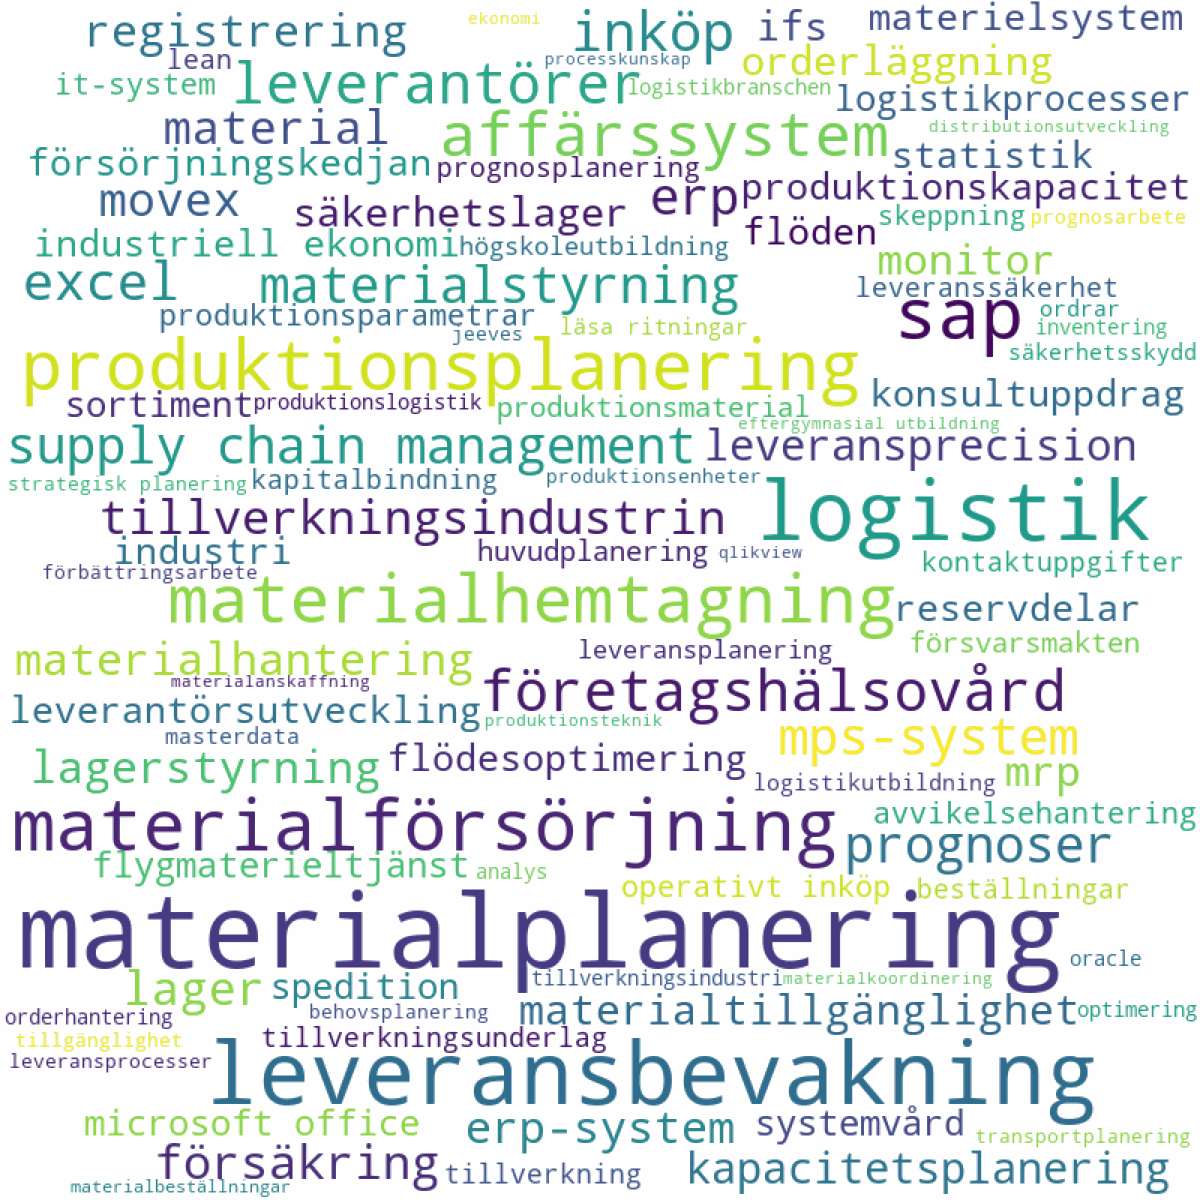 ekonomi
registrering
inköp
ifs
materielsystem
lean
processkunskap
orderläggning
it-system
leverantörer
logistikbranschen
logistikprocesser
material
affärssystem
distributionsutveckling
försörjningskedjan
prognosplanering
statistik
movex
säkerhetslager
erp
produktionskapacitet
flöden
skeppning
prognosarbete
industriell ekonomi
högskoleutbildning
monitor
excel
materialstyrning
leveranssäkerhet
produktionsparametrar
jeeves
läsa ritningar
sap
ordrar
inventering
säkerhetsskydd
produktionsplanering
konsultuppdrag
sortiment
produktionslogistik
produktionsmaterial
eftergymnasial utbildning
supply chain management
leveransprecision
strategisk planering
kapitalbindning
produktionsenheter
tillverkningsindustrin
logistik
industri
huvudplanering
qlikview
kontaktuppgifter
förbättringsarbete
materialhemtagning
reservdelar
materialhantering
leveransplanering
försvarsmakten
materialanskaffning
företagshälsovård
leverantörsutveckling
produktionsteknik
masterdata
mps-system
lagerstyrning
flödesoptimering
logistikutbildning
mrp
materialförsörjning
avvikelsehantering
prognoser
flygmaterieltjänst
analys
operativt inköp
beställningar
materialplanering
oracle
lager
spedition
tillverkningsindustri
materialkoordinering
orderhantering
behovsplanering
materialtillgänglighet
optimering
tillgänglighet
tillverkningsunderlag
leveransprocesser
leveransbevakning
microsoft office
erp-system
systemvård
transportplanering
försäkring
tillverkning
kapacitetsplanering
materialbeställningar